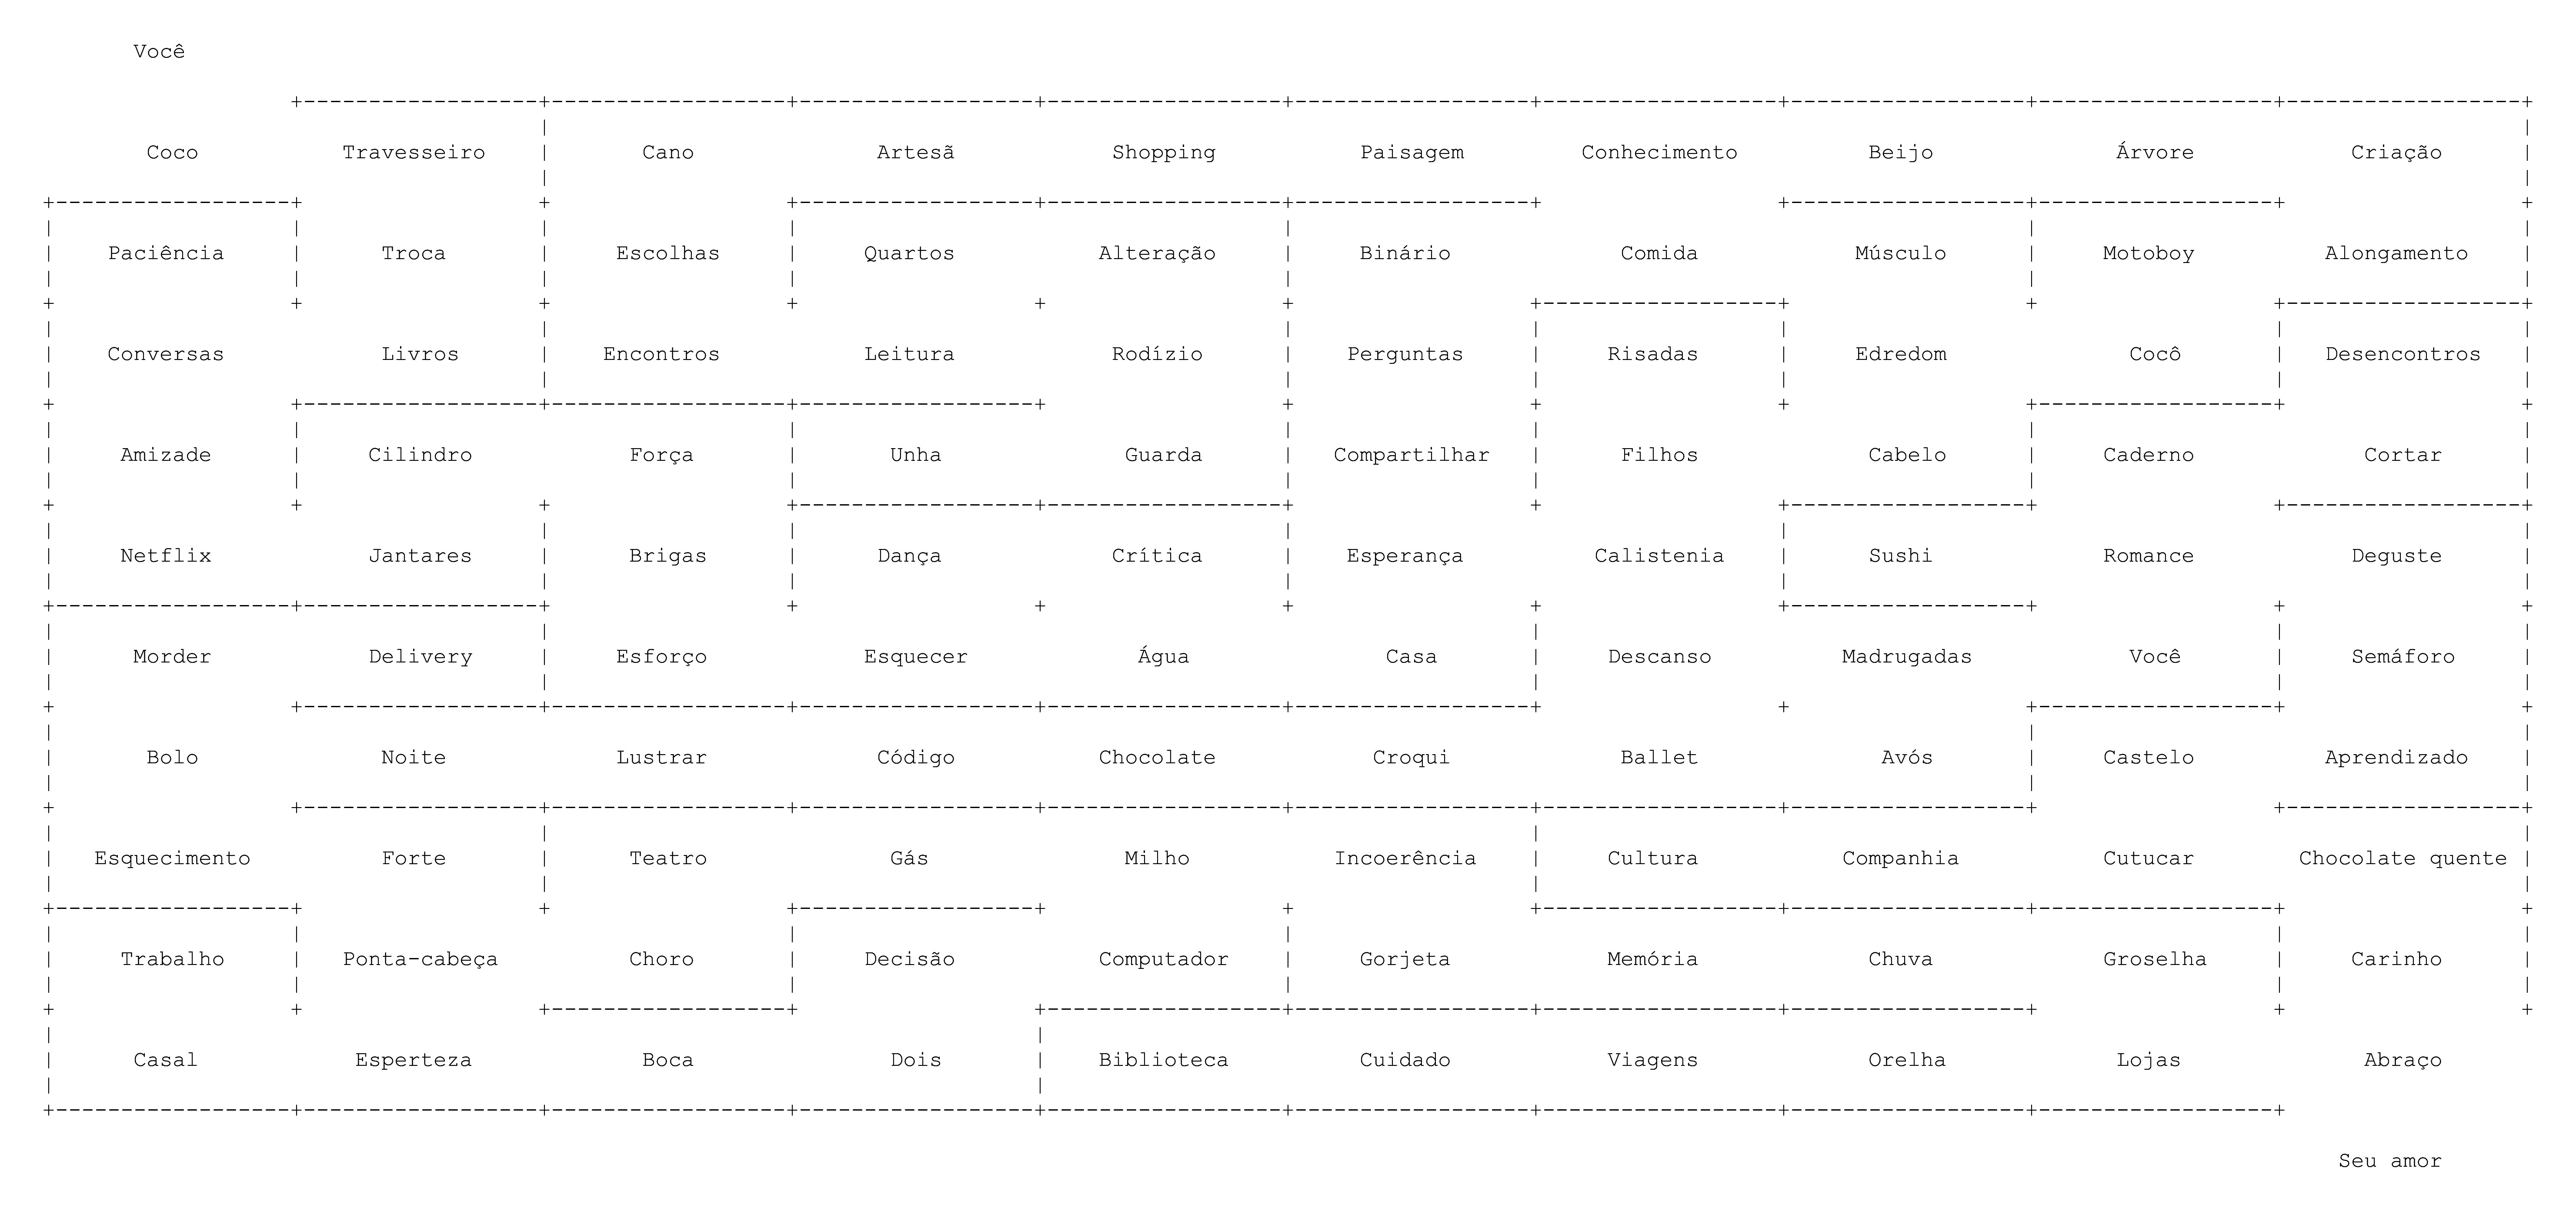 Você
Coco Travesseiro Cano Artesã Shopping Paisagem Conhecimento Beijo Árvore Criação
Paciência Troca Escolhas Quartos Alteração Binário Comida Músculo Motoboy Alongamento
Conversas Livros Encontros Leitura Rodízio Perguntas Risadas Edredom Cocô Desencontros
Amizade Cilindro Força Unha Guarda Compartilhar Filhos Cabelo Caderno Cortar
Netflix Jantares Brigas Dança Crítica Esperança Calistenia Sushi Romance Deguste
Morder Delivery Esforço Esquecer Água Casa Descanso Madrugadas Você Semáforo
Bolo Noite Lustrar Código Chocolate Croqui Ballet Avós Castelo Aprendizado
Esquecimento Forte Teatro Gás Milho Incoerência Cultura Companhia Cutucar Chocolate quente
Trabalho Ponta-cabeça Choro Decisão Computador Gorjeta Memória Chuva Groselha Carinho
Casal Esperteza Boca Dois Biblioteca Cuidado Viagens Orelha Lojas Abraço
Seu amor